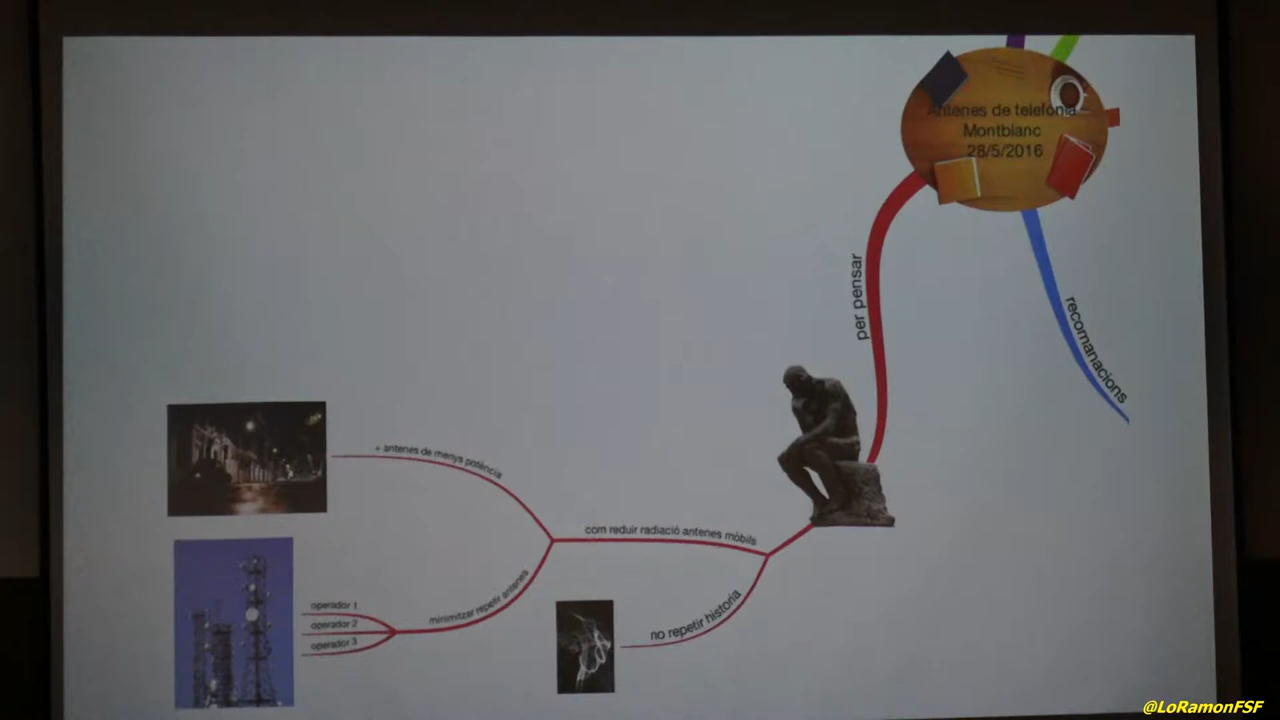 Antenes de telefonia
Montblanc
28/5/2016
per pensar
recomanacions
+ antenes de menys potència
com reduir radiació antenes mòbils
minimitzar repetir antenes
operador 1
operador 2
operador 3
no repetir història
@LoRamonFSF